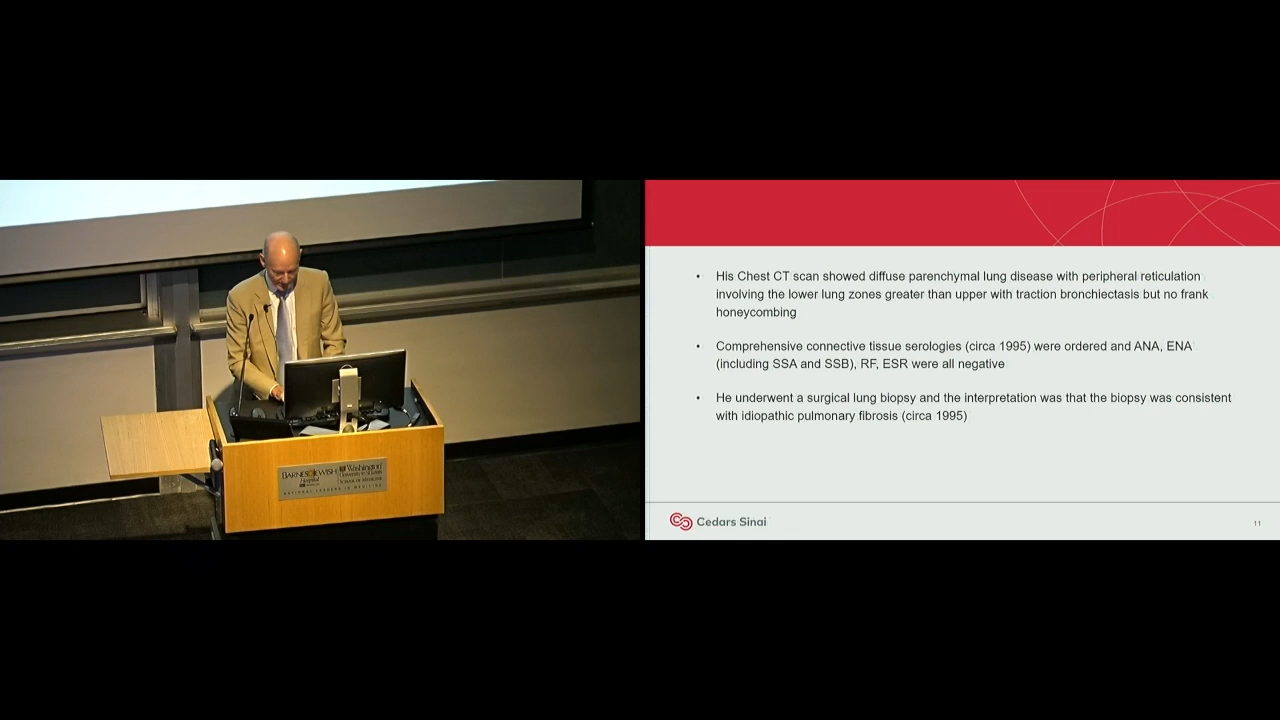 BARNES JEWISH
Hospital
Washington
University in St. Louis
SCHOOL OF MEDICINE
NATIONAL LEADERS IN MEDICINE
• His Chest CT scan showed diffuse parenchymal lung disease with peripheral reticulation
involving the lower lung zones greater than upper with traction bronchiectasis but no frank
honeycombing
• Comprehensive connective tissue serologies (circa 1995) were ordered and ANA, ENA
(including SSA and SSB), RF, ESR were all negative
• He underwent a surgical lung biopsy and the interpretation was that the biopsy was consistent
with idiopathic pulmonary fibrosis (circa 1995)
Cedars Sinai
11